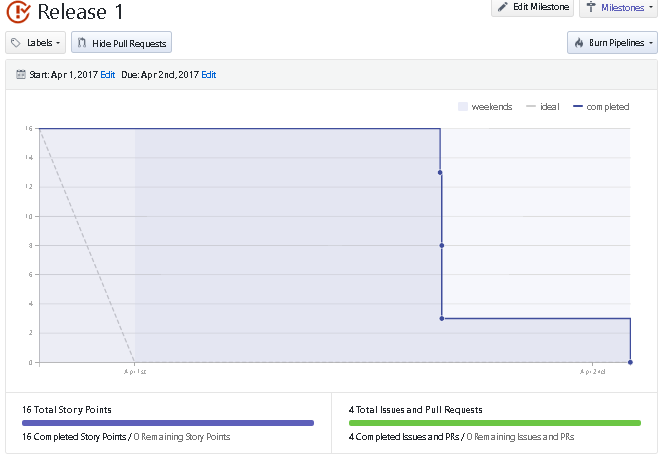 Release 1
Edit Milestone
Milestones
Labels
Hide Pull Requests
Burn Pipelines
Start: Apr 1, 2017 Edit Due: Apr 2nd, 2017 Edit
weekends
ideal
completed
16
14
12
10
8
6
4
2
0
Apr 1st
Apr 2nd
16 Total Story Points
16 Completed Story Points / 0 Remaining Story Points
4 Total Issues and Pull Requests
4 Completed Issues and PRs / 0 Remaining Issues and PRs